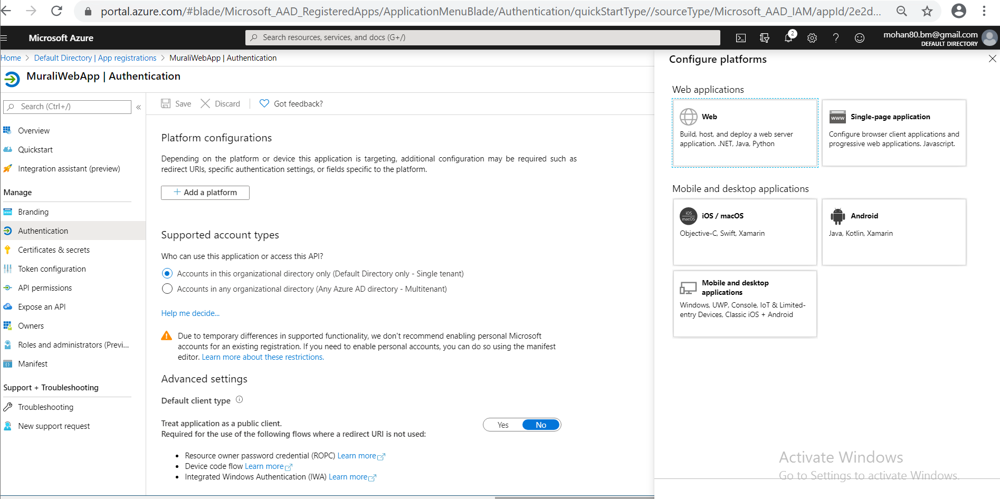 portal.azure.com/#blade/Microsoft_AAD_RegisteredApps/ApplicationMenuBlade/Authentication/quickStartType//sourceType/Microsoft_AAD_IAM/appId/2e2d...
Microsoft Azure
Search resources, services, and docs (G+/)
2
mohan80.bm@gmail.com
DEFAULT DIRECTORY
Home > Default Directory | App registrations > MuraliWebApp | Authentication
MuraliWebApp | Authentication
Search (Ctrl+/)
«
Overview
Quickstart
Integration assistant (preview)
Manage
Branding
Authentication
Certificates & secrets
Token configuration
API permissions
Expose an API
Owners
Roles and administrators (Previ...
Manifest
Support + Troubleshooting
Troubleshooting
New support request
Save
Discard
Got feedback?
Platform configurations
Depending on the platform or device this application is targeting, additional configuration may be required such as
redirect URIs, specific authentication settings, or fields specific to the platform.
+ Add a platform
Supported account types
Who can use this application or access this API?
Accounts in this organizational directory only (Default Directory only - Single tenant)
Accounts in any organizational directory (Any Azure AD directory - Multitenant)
Help me decide...
Due to temporary differences in supported functionality, we don't recommend enabling personal Microsoft
accounts for an existing registration. If you need to enable personal accounts, you can do so using the manifest
editor. Learn more about these restrictions.
Advanced settings
Default client type
Treat application as a public client.
Required for the use of the following flows where a redirect URI is not used:
Yes No
• Resource owner password credential (ROPC) Learn more
• Device code flow Learn more
• Integrated Windows Authentication (IWA) Learn more
Configure platforms
Web applications
Web
Build, host, and deploy a web server
application. .NET, Java, Python
www
Single-page application
Configure browser client applications and
progressive web applications. Javascript.
Mobile and desktop applications
iOS
macOS
iOS / macOS
Objective-C, Swift, Xamarin
Android
Java, Kotlin, Xamarin
Mobile and desktop
applications
Windows, UWP, Console, IoT & Limited-
entry Devices, Classic iOS + Android
Activate Windows
Go to Settings to activate Windows.